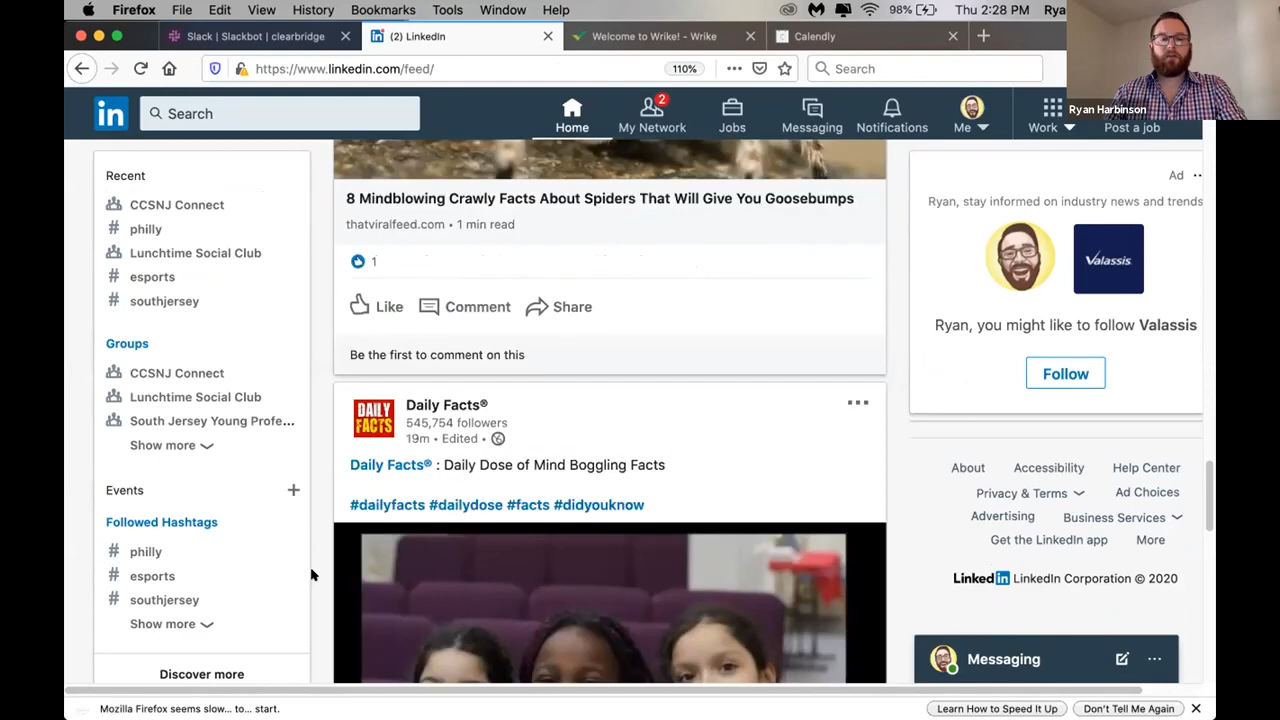 Firefox File Edit View History Bookmarks Tools Window Help 98% Thu 2:28 PM Rya
Slack | Slackbot | clearbridge
(2) LinkedIn
Welcome to Wrike! - Wrike
Calendly
https://www.linkedin.com/feed/
110%
Search
Ryan Harbinson
in
Search
2
Home
My Network
Jobs
Messaging
Notifications
Me
Work
Post a job
Recent
CCSNJ Connect
# philly
Lunchtime Social Club
# esports
# southjersey
Groups
CCSNJ Connect
Lunchtime Social Club
South Jersey Young Profe...
Show more
Events +
Followed Hashtags
# philly
# esports
# southjersey
Show more
Discover more
8 Mindblowing Crawly Facts About Spiders That Will Give You Goosebumps
thatviralfeed.com • 1 min read
1
Like Comment Share
Be the first to comment on this
DAILY FACTS
Daily Facts®
545,754 followers
19m • Edited •
Daily Facts® : Daily Dose of Mind Boggling Facts
#dailyfacts #dailydose #facts #didyouknow
Ad
Ryan, stay informed on industry news and trends
Valassis
Ryan, you might like to follow Valassis
Follow
About Accessibility Help Center
Privacy & Terms Ad Choices
Advertising Business Services
Get the LinkedIn app More
LinkedIn LinkedIn Corporation © 2020
Messaging
Mozilla Firefox seems slow... to... start.
Learn How to Speed It Up
Don't Tell Me Again